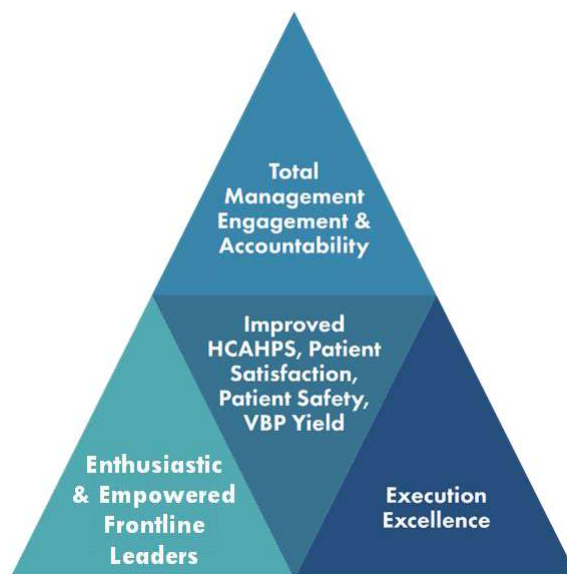 Total
Management
Engagement &
Accountability
Improved
HCAHPS, Patient
Satisfaction,
Patient Safety,
VBP Yield
Enthusiastic
& Empowered
Frontline
Leaders
Execution
Excellence